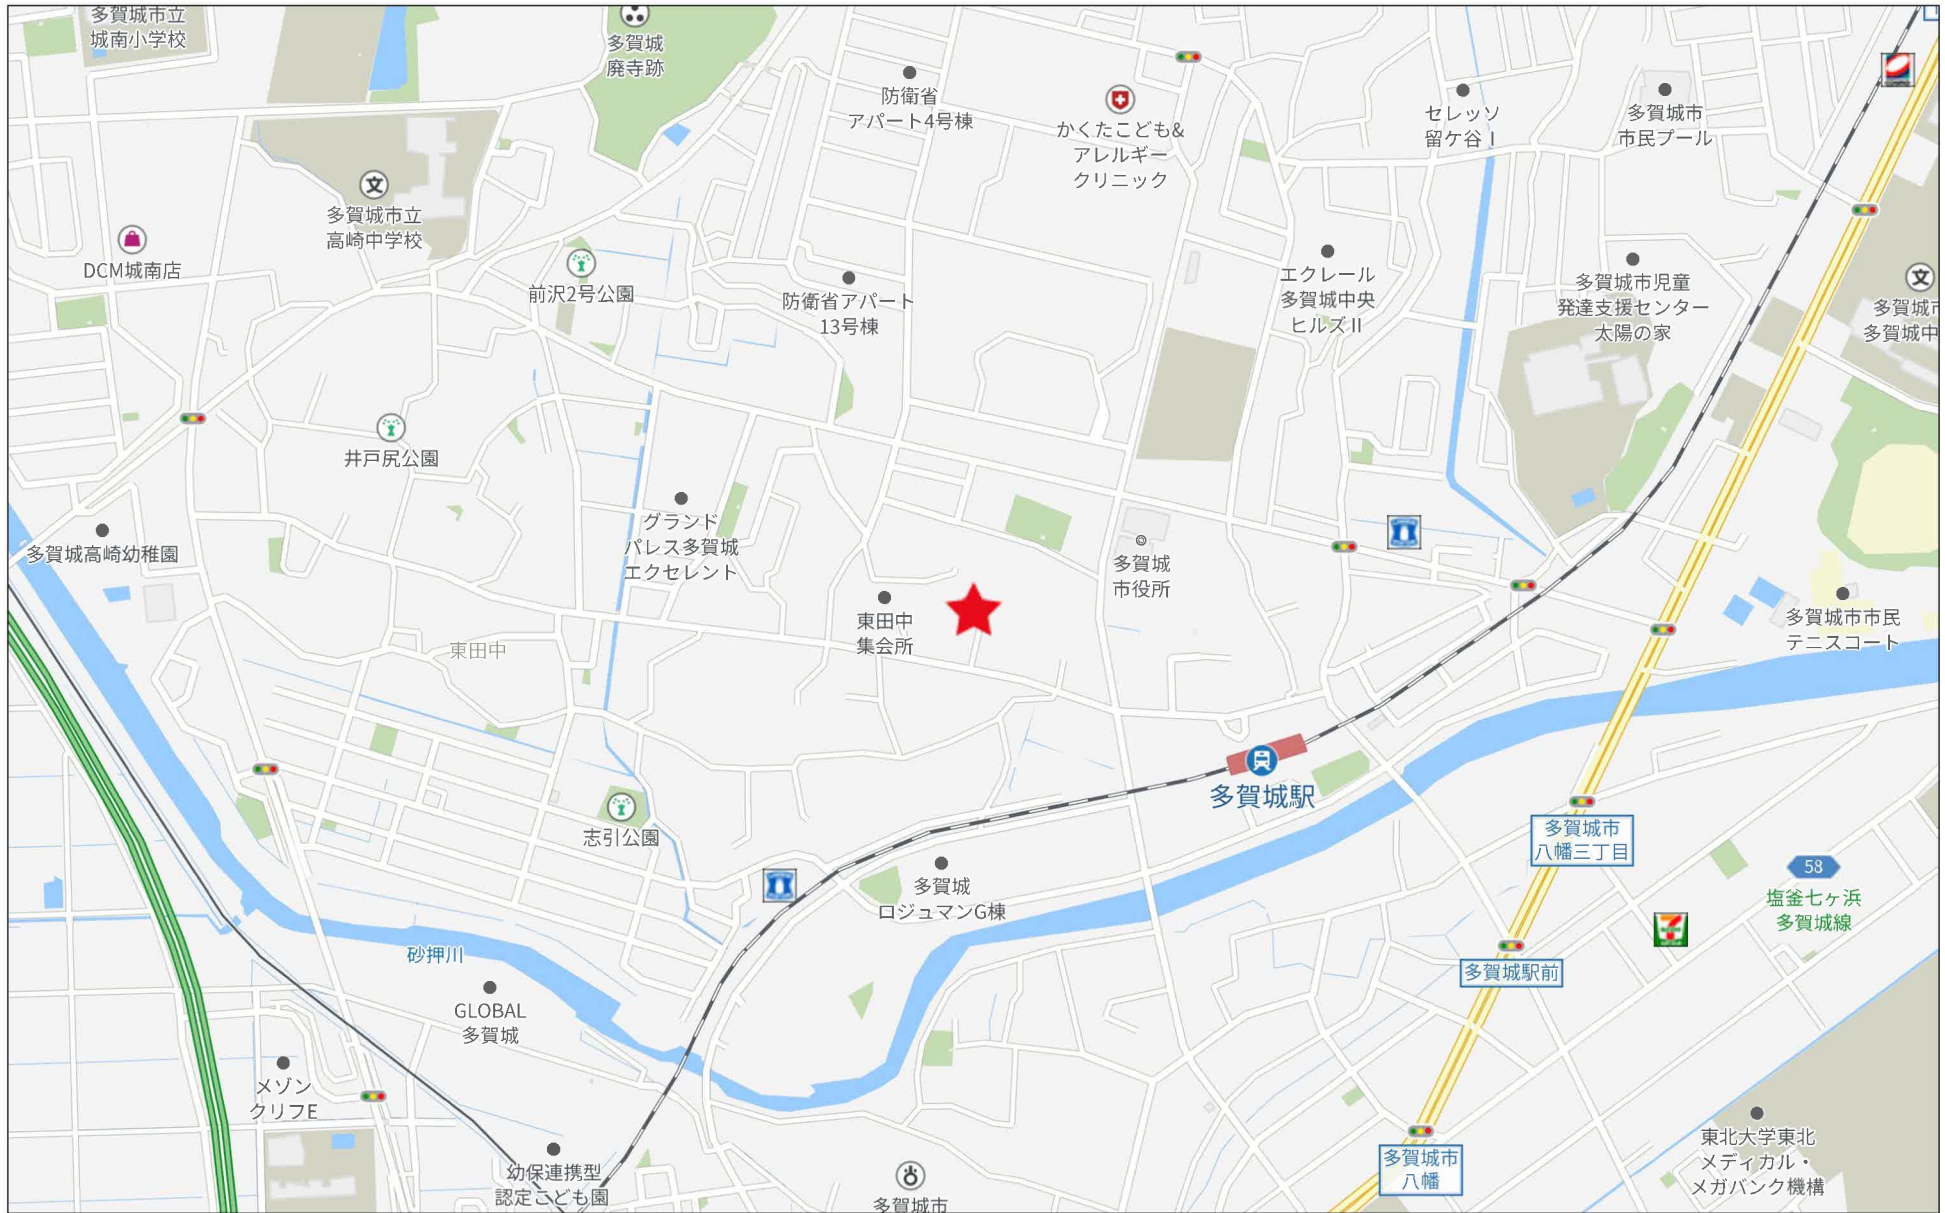 多賀城市立
城南小学校
多賀城
廃寺跡
防衛省
アパート4号棟
かくたこども&
アレルギー
クリニック
セレッソ
留ケ谷Ⅰ
多賀城市
市民プール
多賀城市立
高崎中学校
DCM城南店
前沢2号公園
防衛省アパート
13号棟
エクレール
多賀城中央
ヒルズⅡ
多賀城市児童
発達支援センター
太陽の家
多賀城市
多賀城中
井戸尻公園
多賀城高崎幼稚園
グランド
パレス多賀城
エクセレント
多賀城
市役所
東田中
集会所
東田中
多賀城市市民
テニスコート
多賀城駅
志引公園
多賀城市
八幡三丁目
58
塩釜七ヶ浜
多賀城線
多賀城
ロジュマンG棟
砂押川
多賀城駅前
GLOBAL
多賀城
メゾン
クリフE
幼保連携型
認定こども園
多賀城市
多賀城市
八幡
東北大学東北
メディカル・
メガバンク機構